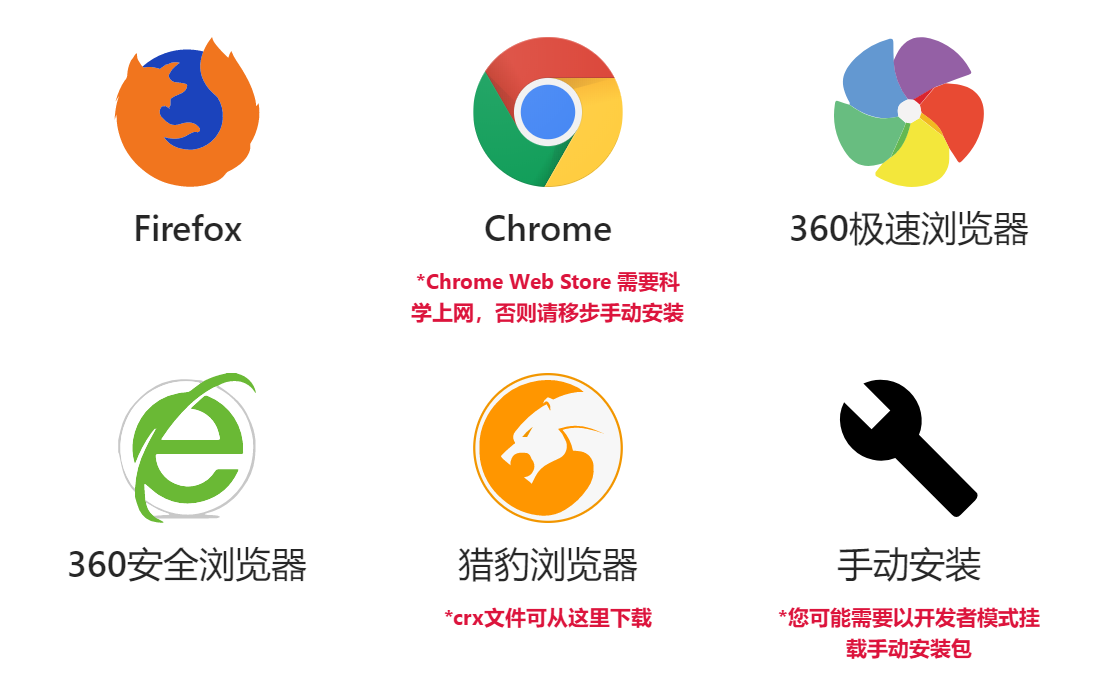 Firefox
Chrome
360极速浏览器
*Chrome Web Store 需要科
学上网，否则请移步手动安装
360安全浏览器
猎豹浏览器
手动安装
*crx文件可从这里下载
*您可能需要以开发者模式挂
载手动安装包